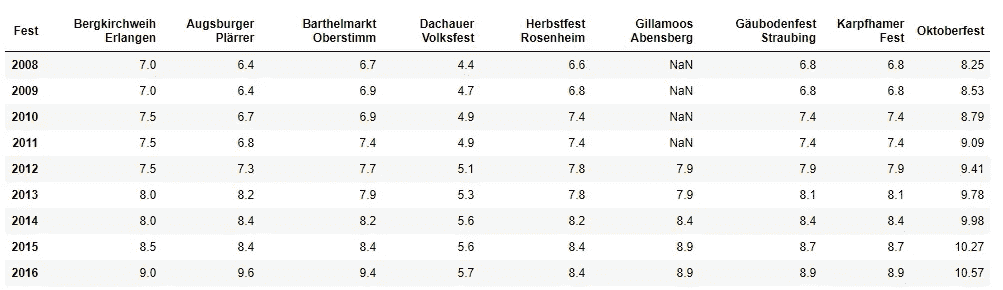 Fest Bergkirchweih Erlangen Augsburger Plärrer Barthelmarkt Oberstimm Dachauer Volksfest Herbstfest Rosenheim Gillamoos Abensberg Gäubodenfest Straubing Karpfhamer Fest Oktoberfest
2008 7.0 6.4 6.7 4.4 6.6 NaN 6.8 6.8 8.25
2009 7.0 6.4 6.9 4.7 6.8 NaN 6.8 6.8 8.53
2010 7.5 6.7 6.9 4.9 7.4 NaN 7.4 7.4 8.79
2011 7.5 6.8 7.4 4.9 7.4 NaN 7.4 7.4 9.09
2012 7.5 7.3 7.7 5.1 7.8 7.9 7.9 7.9 9.41
2013 8.0 8.2 7.9 5.3 7.8 7.9 8.1 8.1 9.78
2014 8.0 8.4 8.2 5.6 8.2 8.4 8.4 8.4 9.98
2015 8.5 8.4 8.4 5.6 8.4 8.9 8.7 8.7 10.27
2016 9.0 9.6 9.4 5.7 8.4 8.9 8.9 8.9 10.57